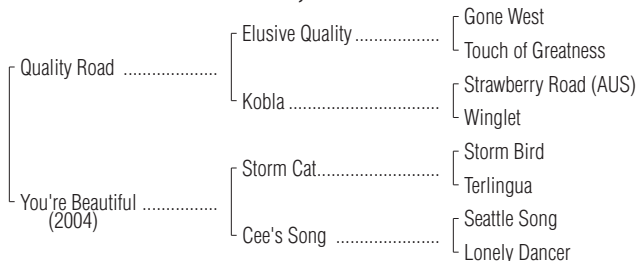 Gone West
Elusive Quality ..................
Touch of Greatness
Quality Road ....................
Strawberry Road (AUS)
Kobla ................................
Winglet
Storm Bird
Storm Cat..........................
Terlingua
You're Beautiful ................
(2004)
Seattle Song
Cee's Song ......................
Lonely Dancer